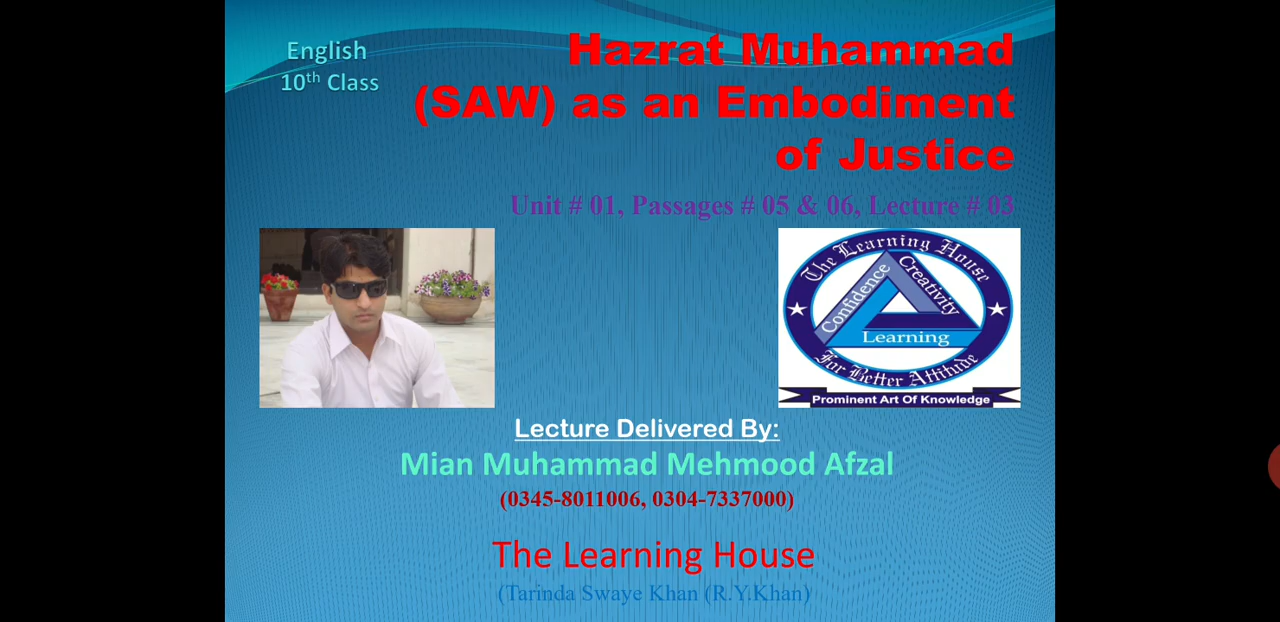 English
10th Class
Hazrat Muhammad
(SAW) as an Embodiment
of Justice
Unit # 01, Passages # 05 & 06, Lecture # 03
The Learning House
Confidence
Creativity
Learning
For Better Attitude
Prominent Art Of Knowledge
Lecture Delivered By:
Mian Muhammad Mehmood Afzal
(0345-8011006, 0304-7337000)
The Learning House
(Tarinda Swaye Khan (R.Y.Khan)